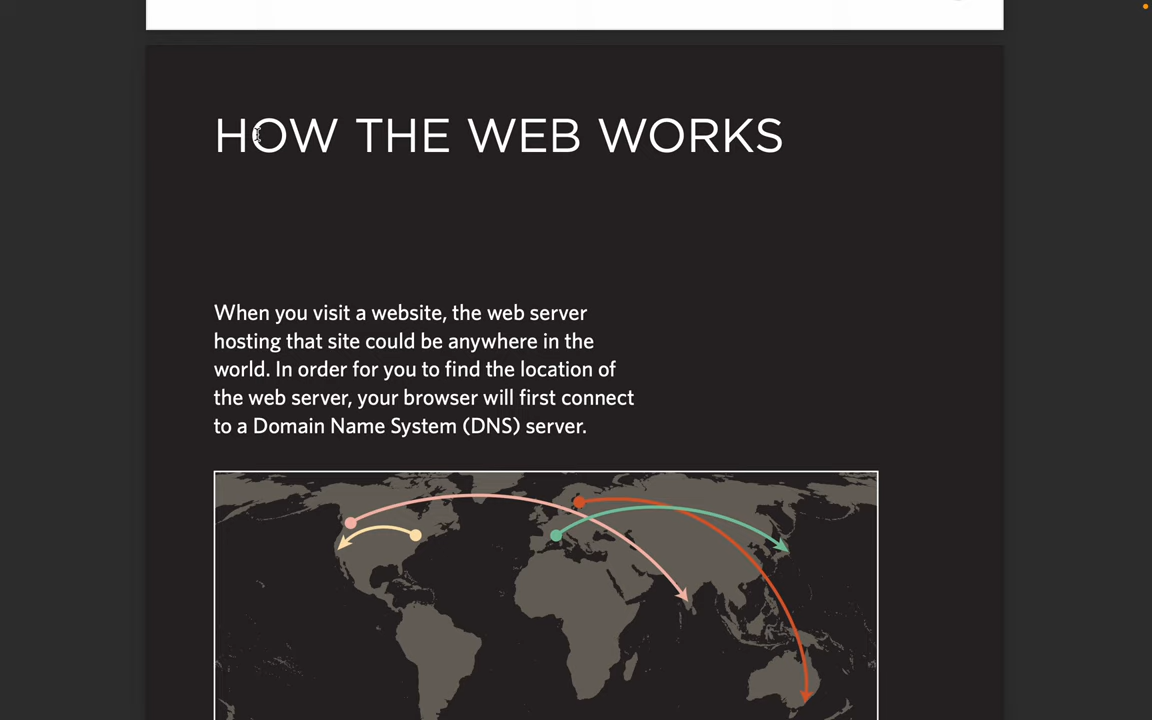 HOW THE WEB WORKS
When you visit a website, the web server
hosting that site could be anywhere in the
world. In order for you to find the location of
the web server, your browser will first connect
to a Domain Name System (DNS) server.